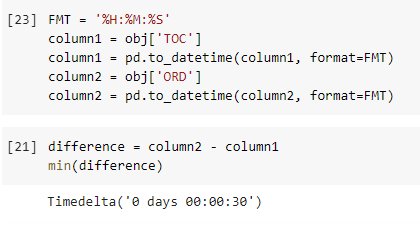 [23] FMT = '%H:%M:%S'
column1 = obj['TOC']
column1 = pd.to_datetime(column1, format=FMT)
column2 = obj['ORD']
column2 = pd.to_datetime(column2, format=FMT)
[21] difference = column2 - column1
min(difference)
Timedelta('0 days 00:00:30')